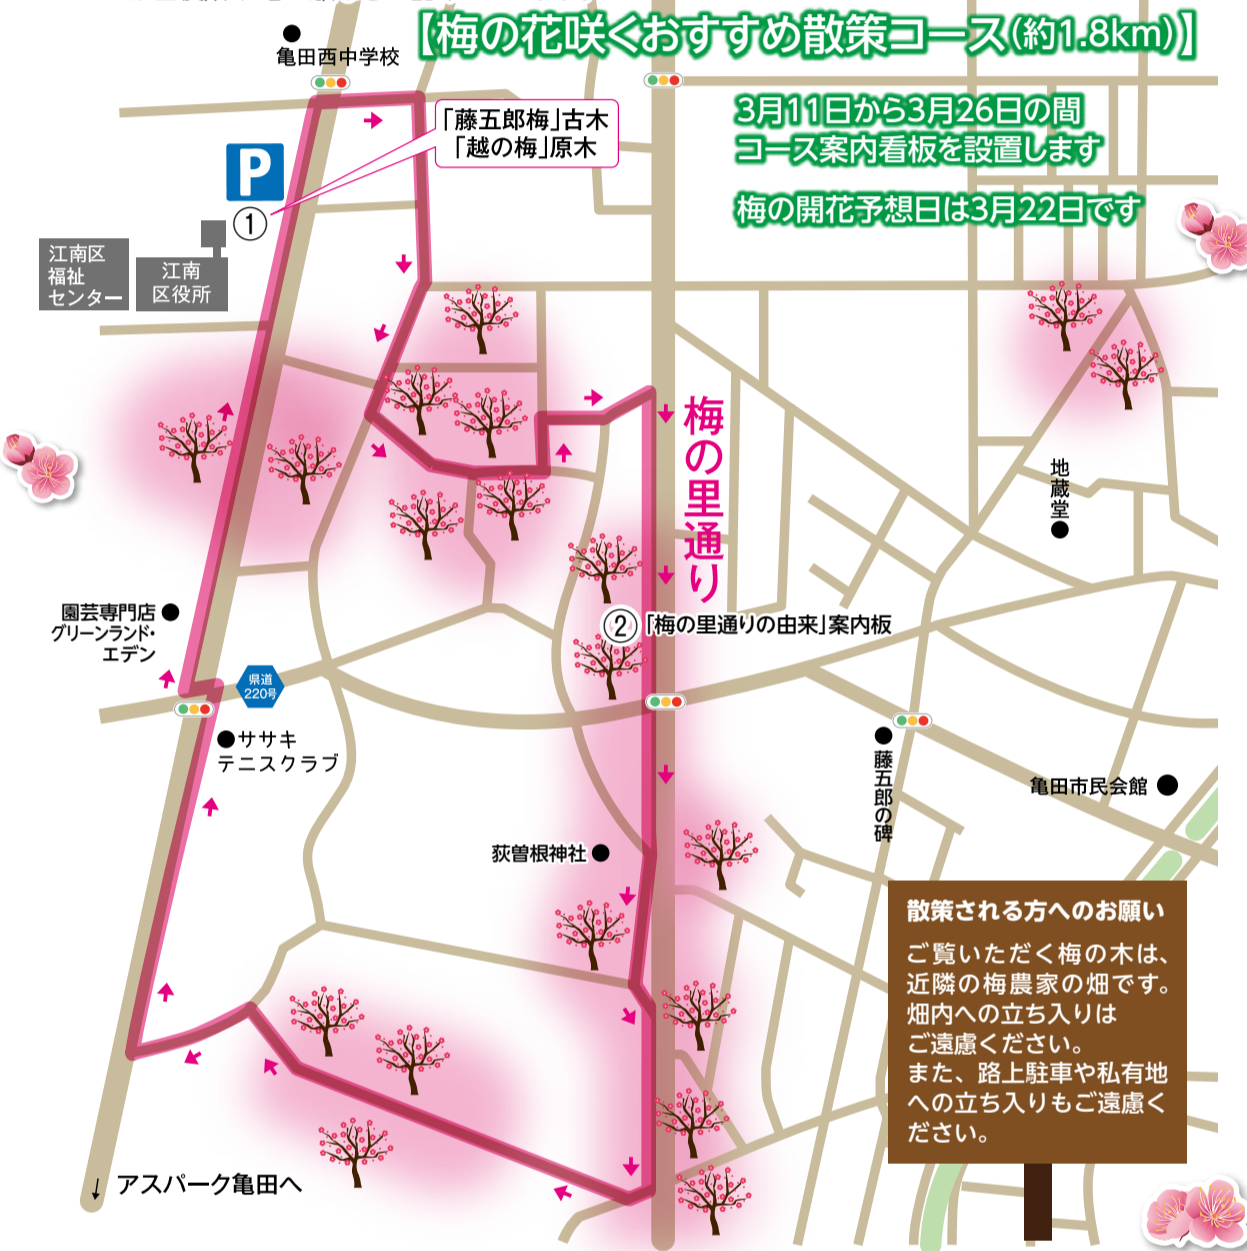 【梅の花咲くおすすめ散策コース(約1.8km)】
亀田西中学校
3月11日から3月26日の間
コース案内看板を設置します
梅の開花予想日は3月22日です
「藤五郎梅」古木
「越の梅」原木
P
①
江南区
福祉
センター
江南
区役所
梅の里通り
地蔵堂
園芸専門店
グリーンランド・
エデン
②「梅の里通りの由来」案内板
県道
220号
ササキ
テニスクラブ
藤五郎の碑
亀田市民会館
荻曽根神社
散策される方へのお願い
ご覧いただく梅の木は、
近隣の梅農家の畑です。
畑内への立ち入りは
ご遠慮ください。
また、路上駐車や私有地
への立ち入りもご遠慮く
ださい。
↓ アスパーク亀田へ